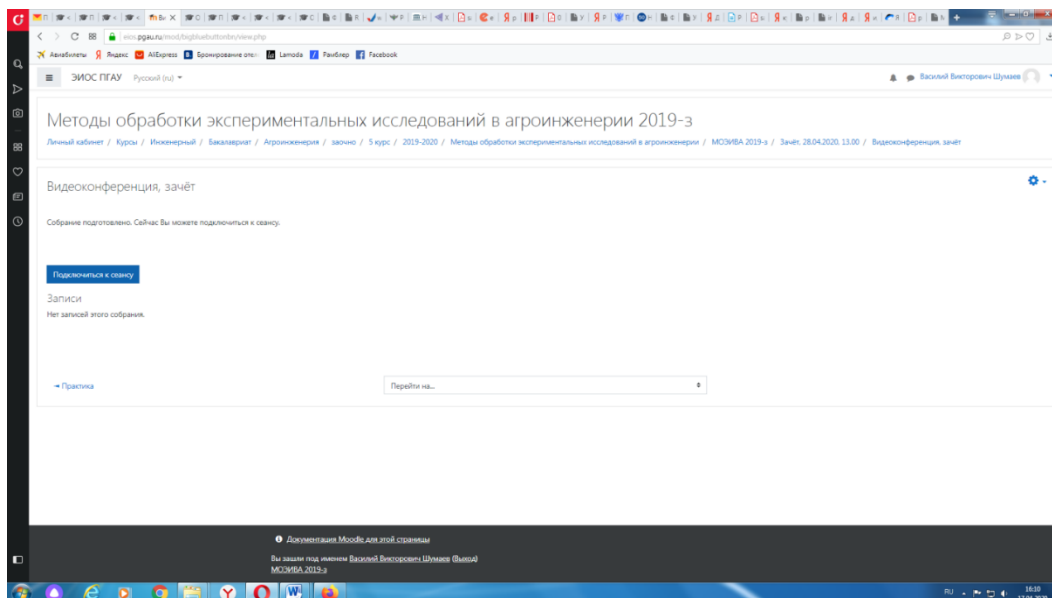 eios.pgau.ru/mod/bigbluebuttonbn/view.php
Авиабилеты Яндекс AliExpress Бронирование оте Lamoda Рамблер Facebook
ЭИОС ПГАУ Русский (ru) Василий Викторович Шумаев
Методы обработки экспериментальных исследований в агроинженерии 2019-з
Личный кабинет / Курсы / Инженерный / Бакалавриат / Агроинженерия / заочно / 5 курс / 2019-2020 / Методы обработки экспериментальных исследований в агроинженерии / МОЭИВА 2019-з / Зачёт, 28.04.2020, 13.00 / Видеоконференция, зачёт
Видеоконференция, зачёт
Собрание подготовлено. Сейчас Вы можете подключиться к сеансу.
Подключиться к сеансу
Записи
Нет записей этого собрания.
Практика
Перейти на...
Документация Moodle для этой страницы
Вы зашли под именем Василий Викторович Шумаев (Выход)
МОЭИВА 2019-з
RU 16:10
17.04.2020